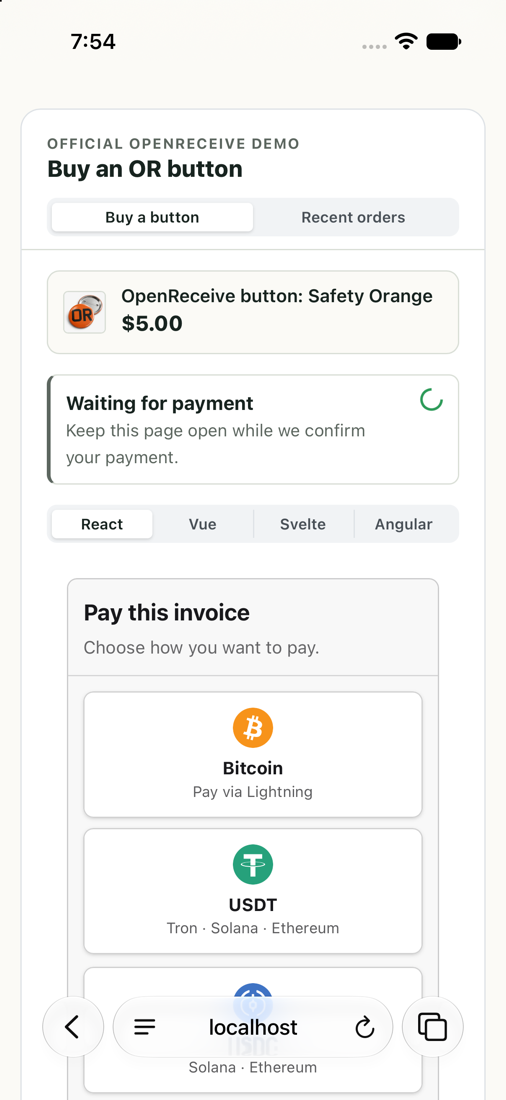 7:54
OFFICIAL OPENRECEIVE DEMO
Buy an OR button
Buy a button
Recent orders
OR
OpenReceive button: Safety Orange
$5.00
Waiting for payment
Keep this page open while we confirm
your payment.
React
Vue
Svelte
Angular
Pay this invoice
Choose how you want to pay.
Bitcoin
Pay via Lightning
USDT
Tron · Solana · Ethereum
localhost
USDC
Solana · Ethereum